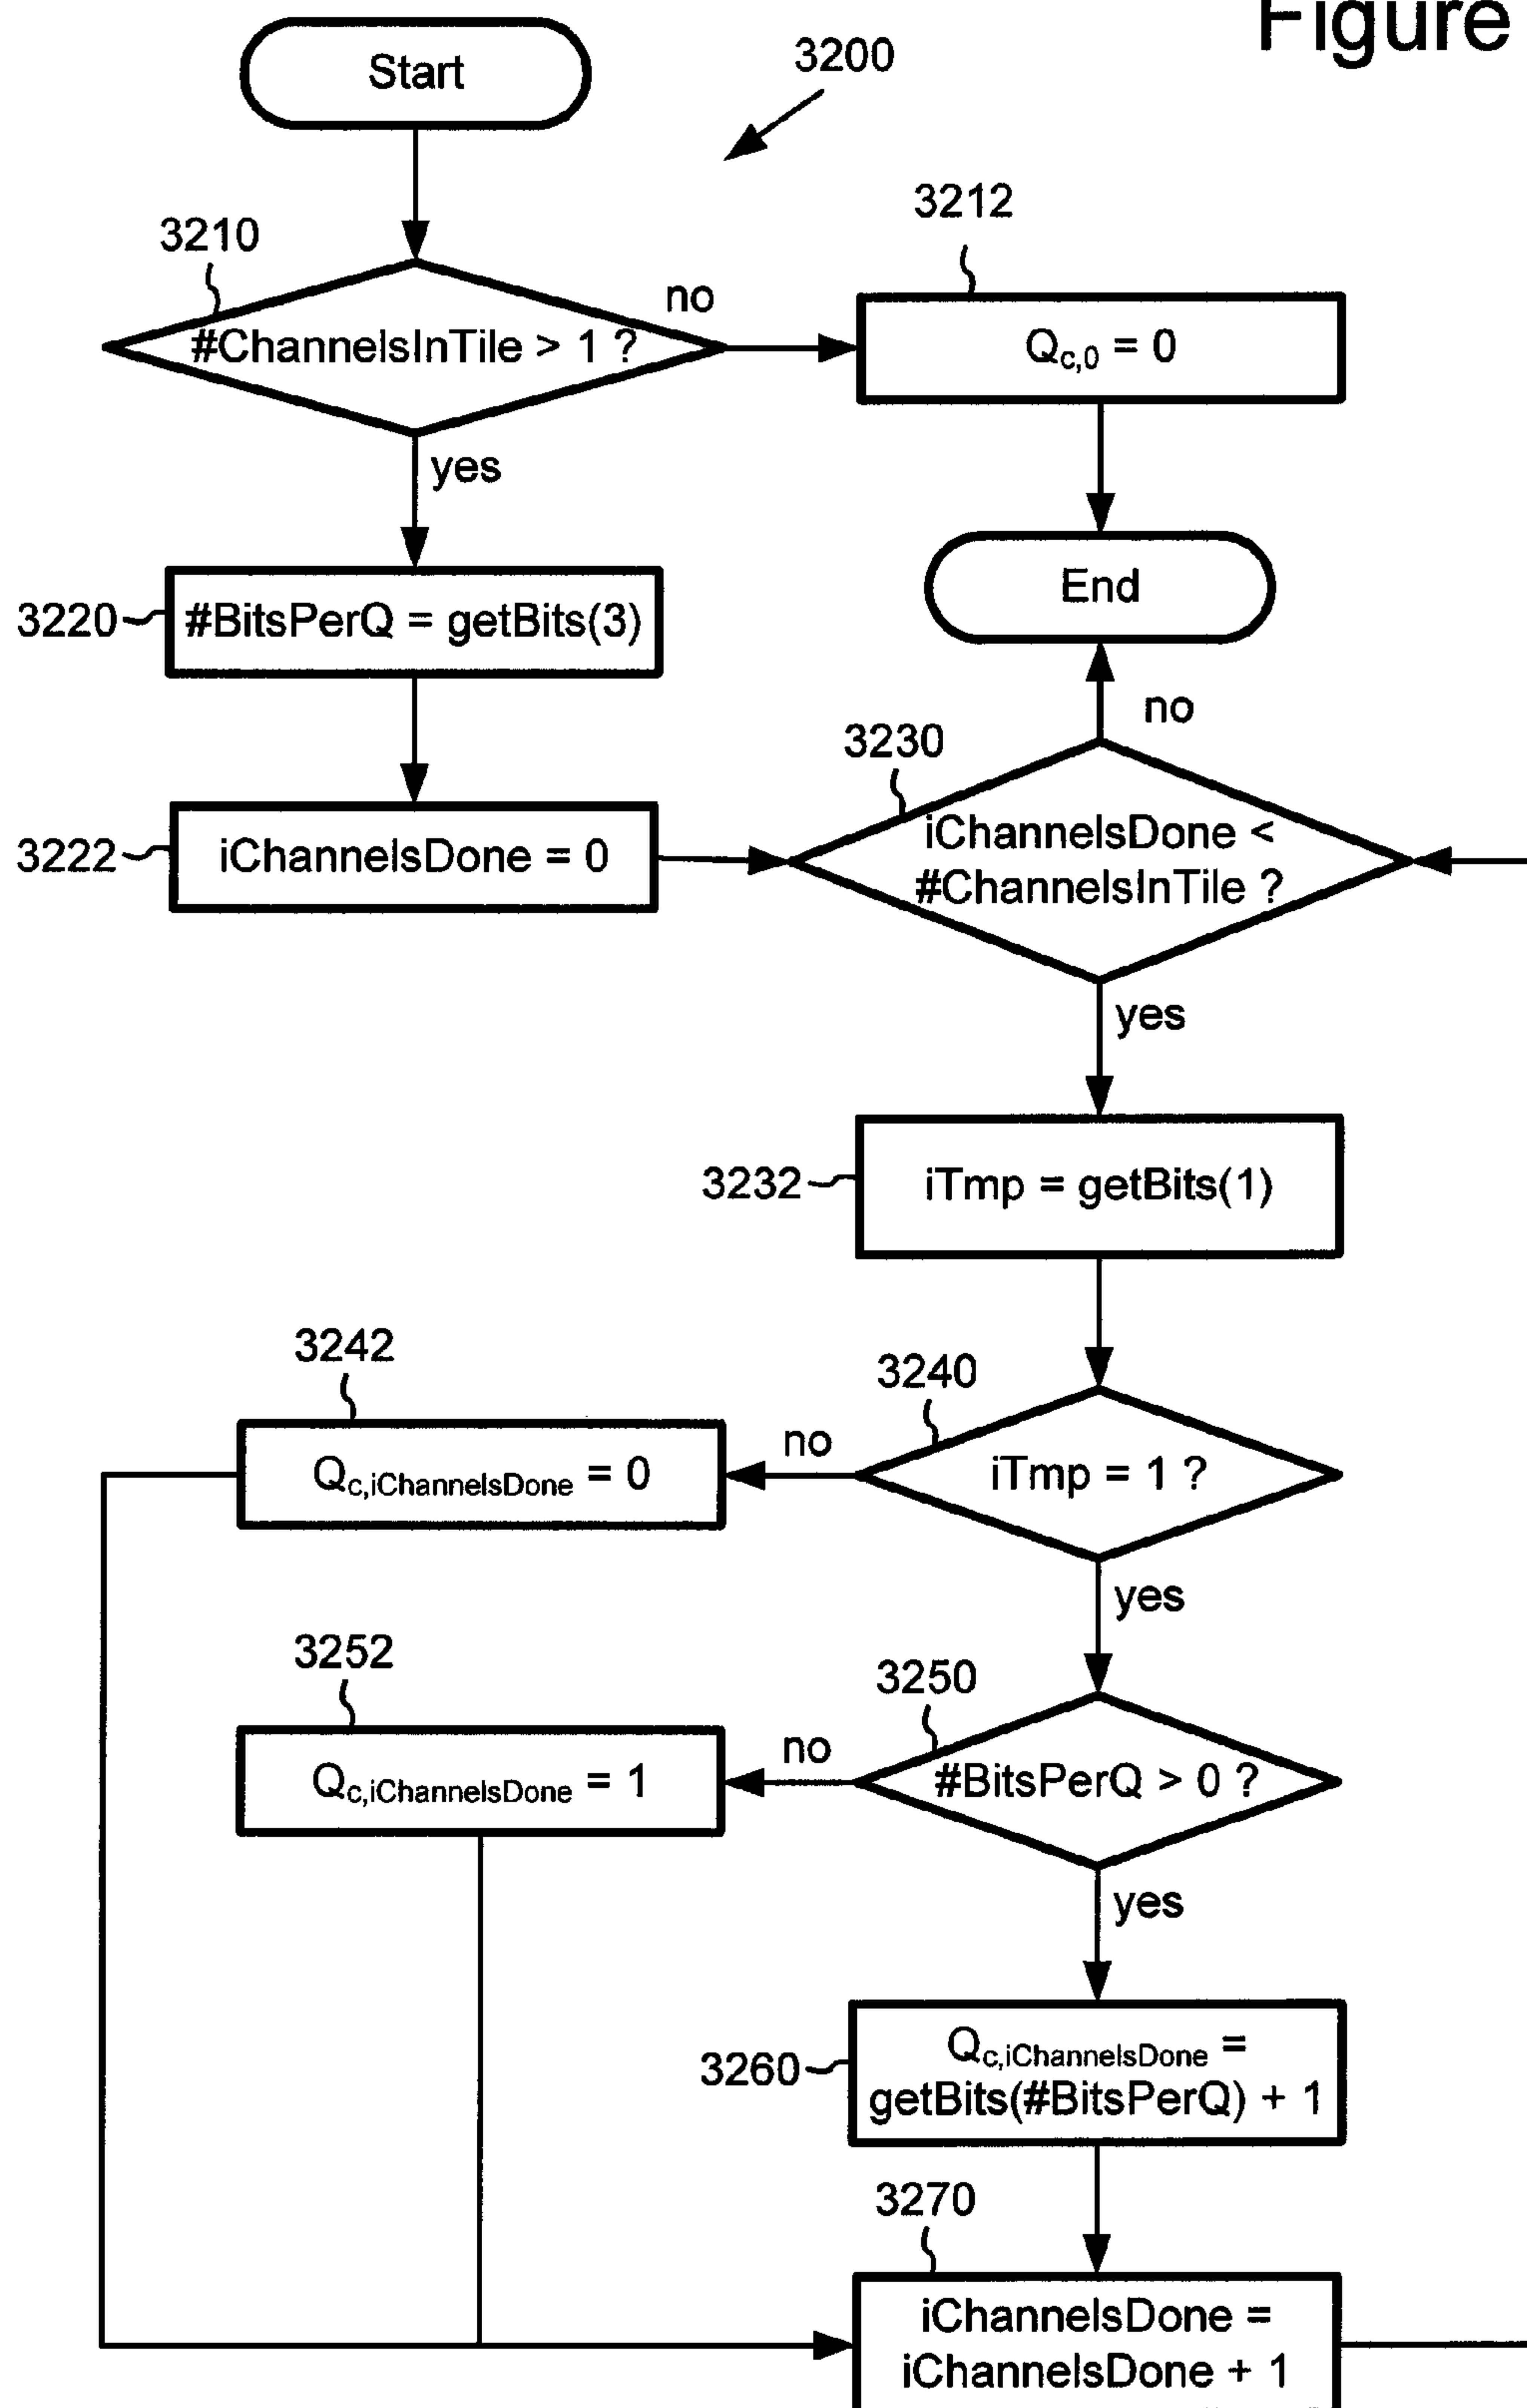 Figure
Start
3200
3210
3212
#ChannelsInTile > 1 ?
no
Qc,0 = 0
yes
3220
#BitsPerQ = getBits(3)
End
no
3222
iChannelsDone = 0
3230
iChannelsDone <
#ChannelsInTile ?
yes
3232
iTmp = getBits(1)
3242
3240
Qc,iChannelsDone = 0
no
iTmp = 1 ?
yes
3252
3250
Qc,iChannelsDone = 1
no
#BitsPerQ > 0 ?
yes
3260
Qc,iChannelsDone =
getBits(#BitsPerQ) + 1
3270
iChannelsDone =
iChannelsDone + 1